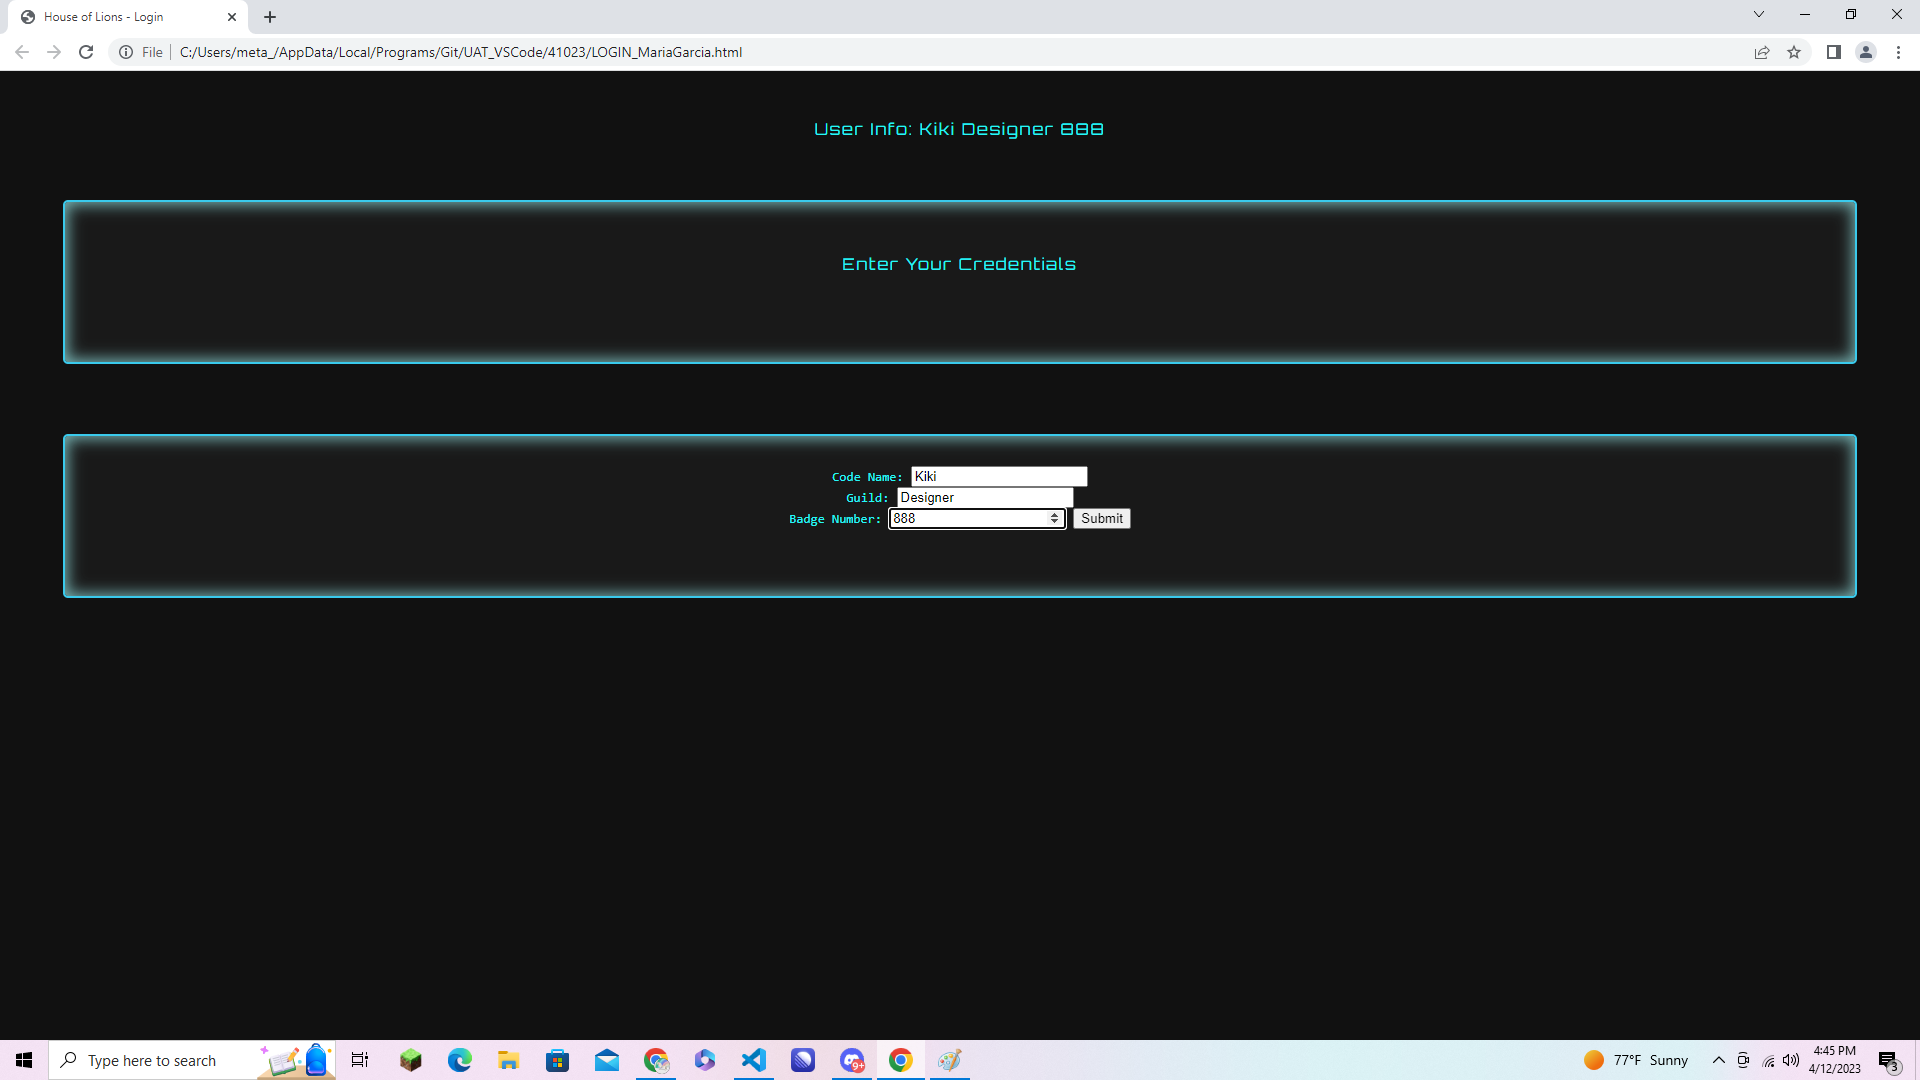 House of Lions - Login
File
C:/Users/meta_/AppData/Local/Programs/Git/UAT_VSCode/41023/LOGIN_MariaGarcia.html
User Info: Kiki Designer 888
Enter Your Credentials
Code Name: Kiki
Guild: Designer
Badge Number: 888 Submit
Type here to search
9+
77°F Sunny
4:45 PM
4/12/2023
3